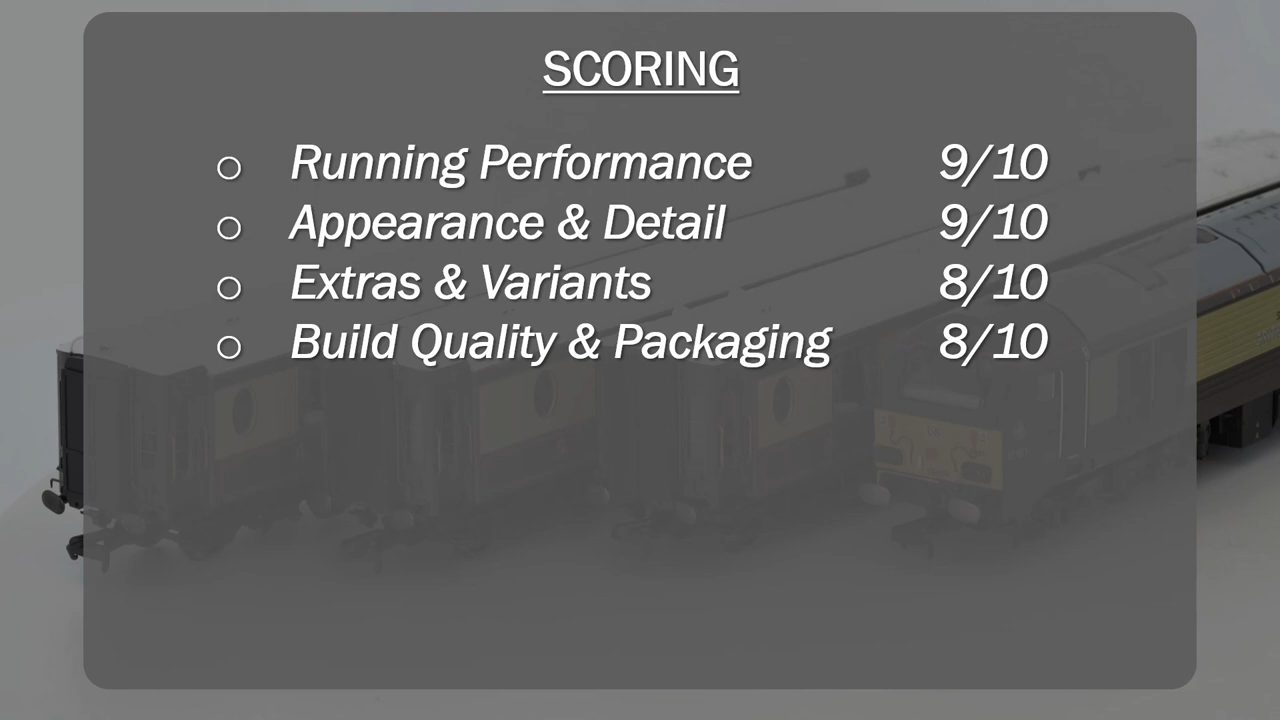 SCORING
o Running Performance 9/10
o Appearance & Detail 9/10
o Extras & Variants 8/10
o Build Quality & Packaging 8/10